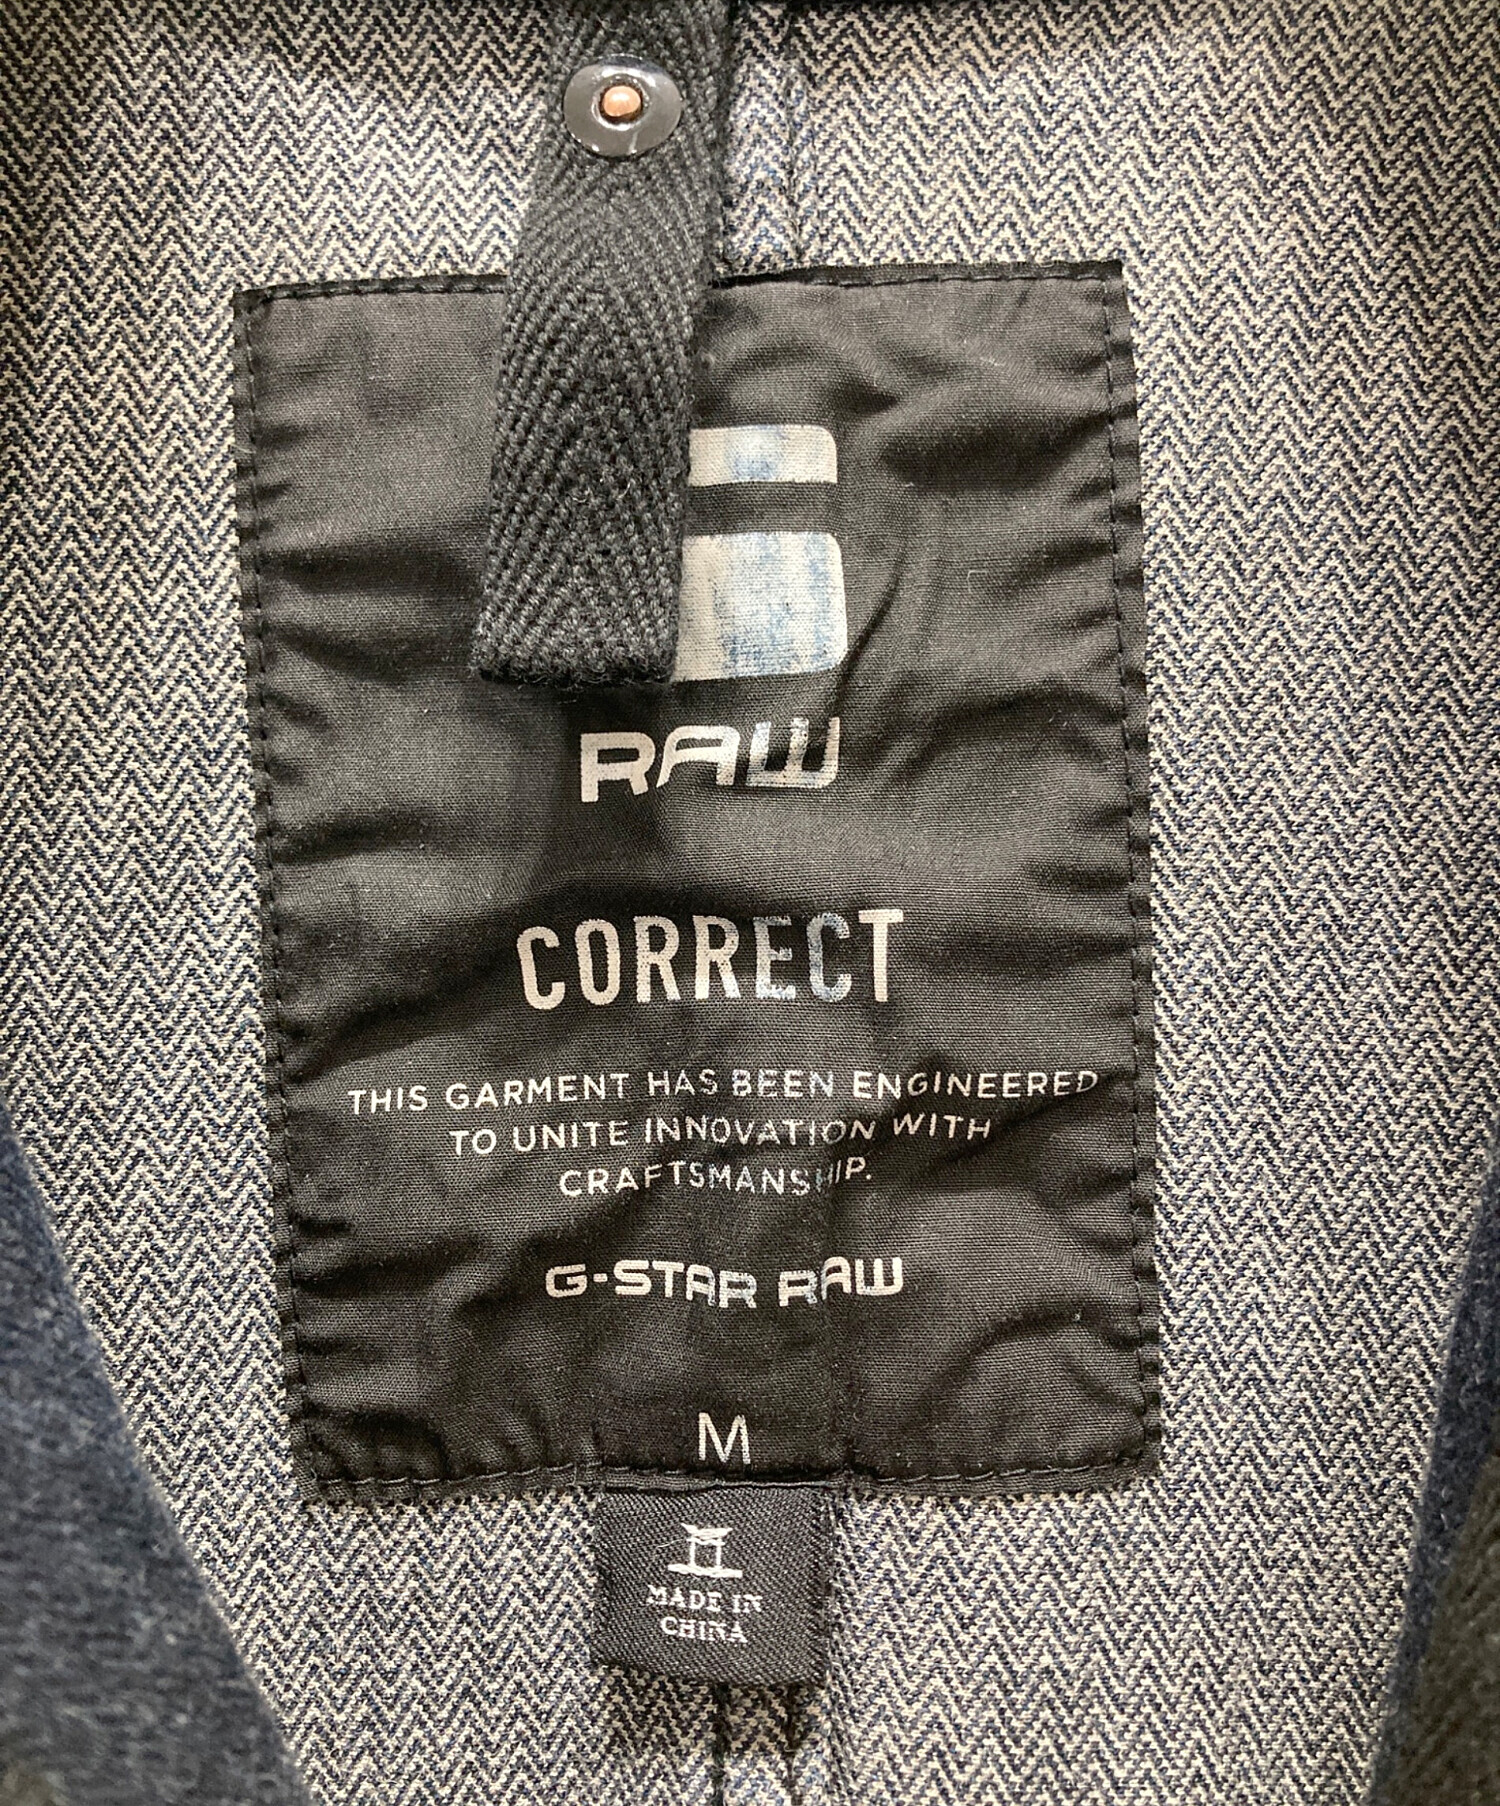 RAW
CORRECT
THIS GARMENT HAS BEEN ENGINEERED
TO UNITE INNOVATION WITH
CRAFTSMANSHIP.
G-STAR RAW
M
MADE IN
CHINA